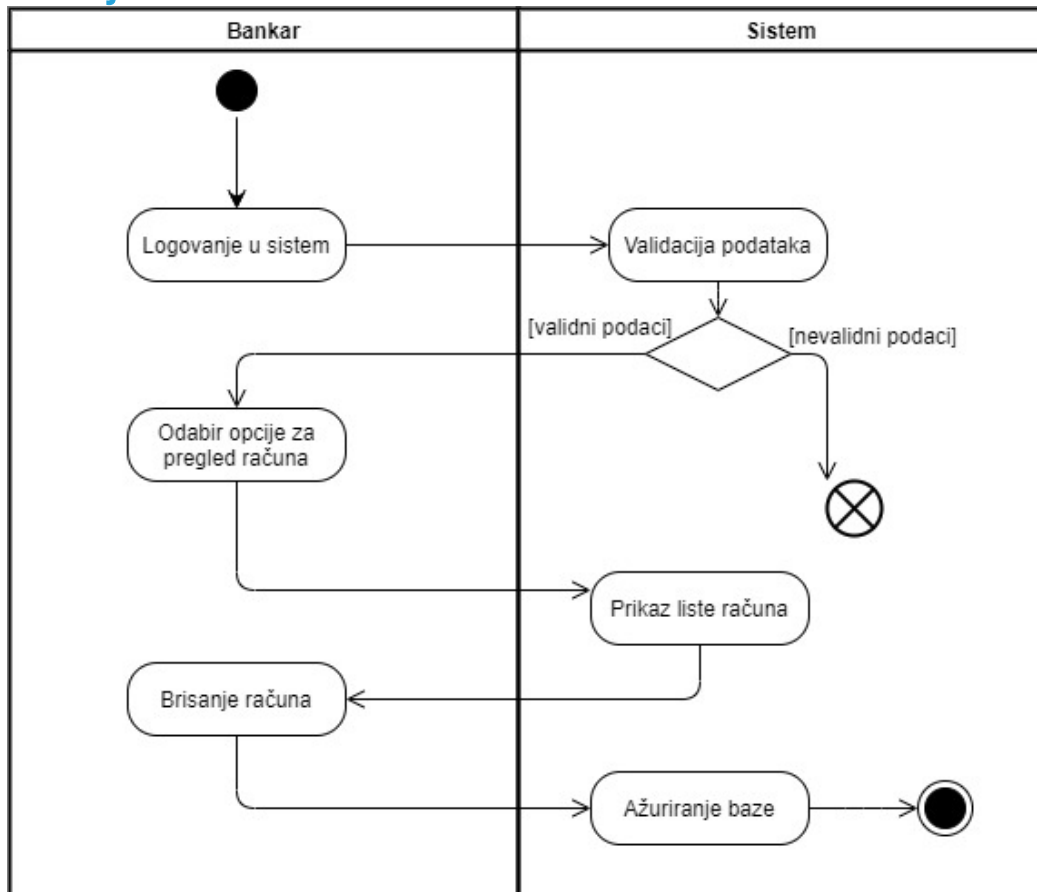 Bankar
Sistem
Logovanje u sistem
Validacija podataka
[validni podaci]
[nevalidni podaci]
Odabir opcije za
pregled računa
Prikaz liste računa
Brisanje računa
Ažuriranje baze